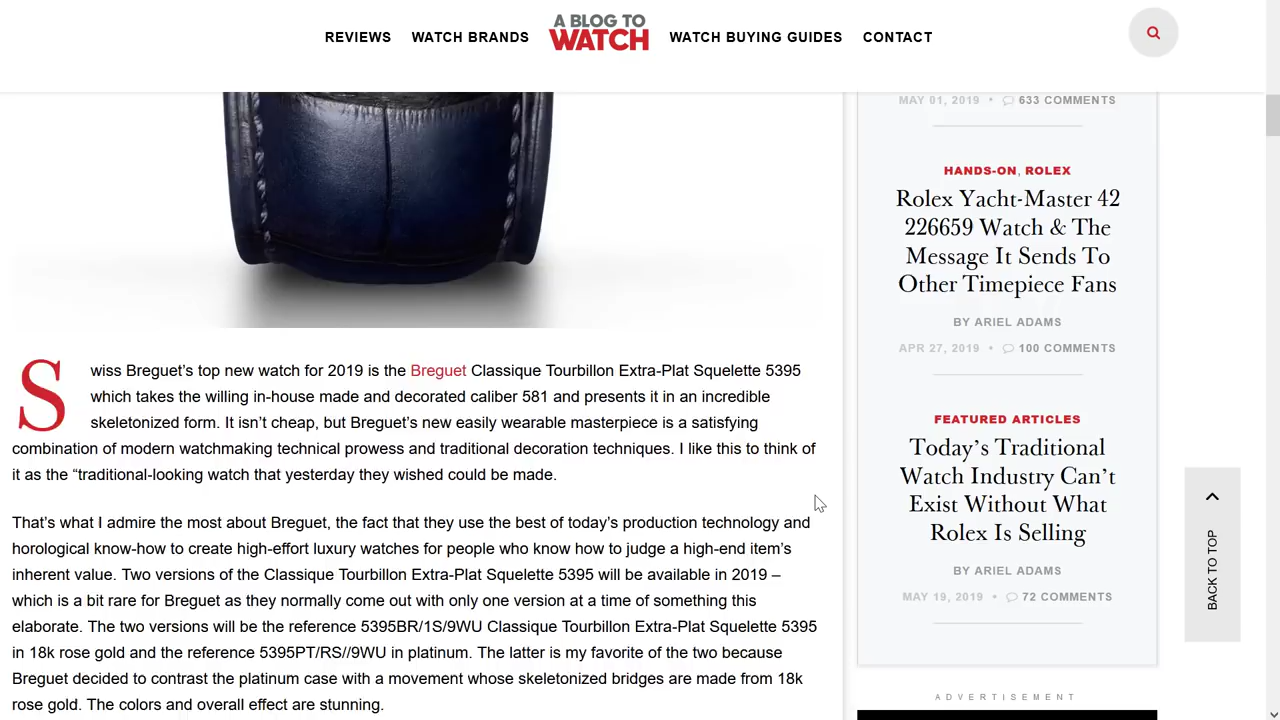 REVIEWS
WATCH BRANDS
A BLOG TO
WATCH
WATCH BUYING GUIDES
CONTACT
Swiss Breguet's top new watch for 2019 is the Breguet Classique Tourbillon Extra-Plat Squelette 5395
which takes the willing in-house made and decorated caliber 581 and presents it in an incredible
skeletonized form. It isn't cheap, but Breguet's new easily wearable masterpiece is a satisfying
combination of modern watchmaking technical prowess and traditional decoration techniques. I like this to think of
it as the “traditional-looking watch that yesterday they wished could be made.
That's what I admire the most about Breguet, the fact that they use the best of today's production technology and
horological know-how to create high-effort luxury watches for people who know how to judge a high-end item's
inherent value. Two versions of the Classique Tourbillon Extra-Plat Squelette 5395 will be available in 2019 –
which is a bit rare for Breguet as they normally come out with only one version at a time of something this
elaborate. The two versions will be the reference 5395BR/1S/9WU Classique Tourbillon Extra-Plat Squelette 5395
in 18k rose gold and the reference 5395PT/RS//9WU in platinum. The latter is my favorite of the two because
Breguet decided to contrast the platinum case with a movement whose skeletonized bridges are made from 18k
rose gold. The colors and overall effect are stunning.
MAY 01, 2019 • 633 COMMENTS
HANDS-ON, ROLEX
Rolex Yacht-Master 42
226659 Watch & The
Message It Sends To
Other Timepiece Fans
BY ARIEL ADAMS
APR 27, 2019 • 100 COMMENTS
FEATURED ARTICLES
Today's Traditional
Watch Industry Can't
Exist Without What
Rolex Is Selling
BY ARIEL ADAMS
MAY 19, 2019 • 72 COMMENTS
ADVERTISEMENT
BACK TO TOP